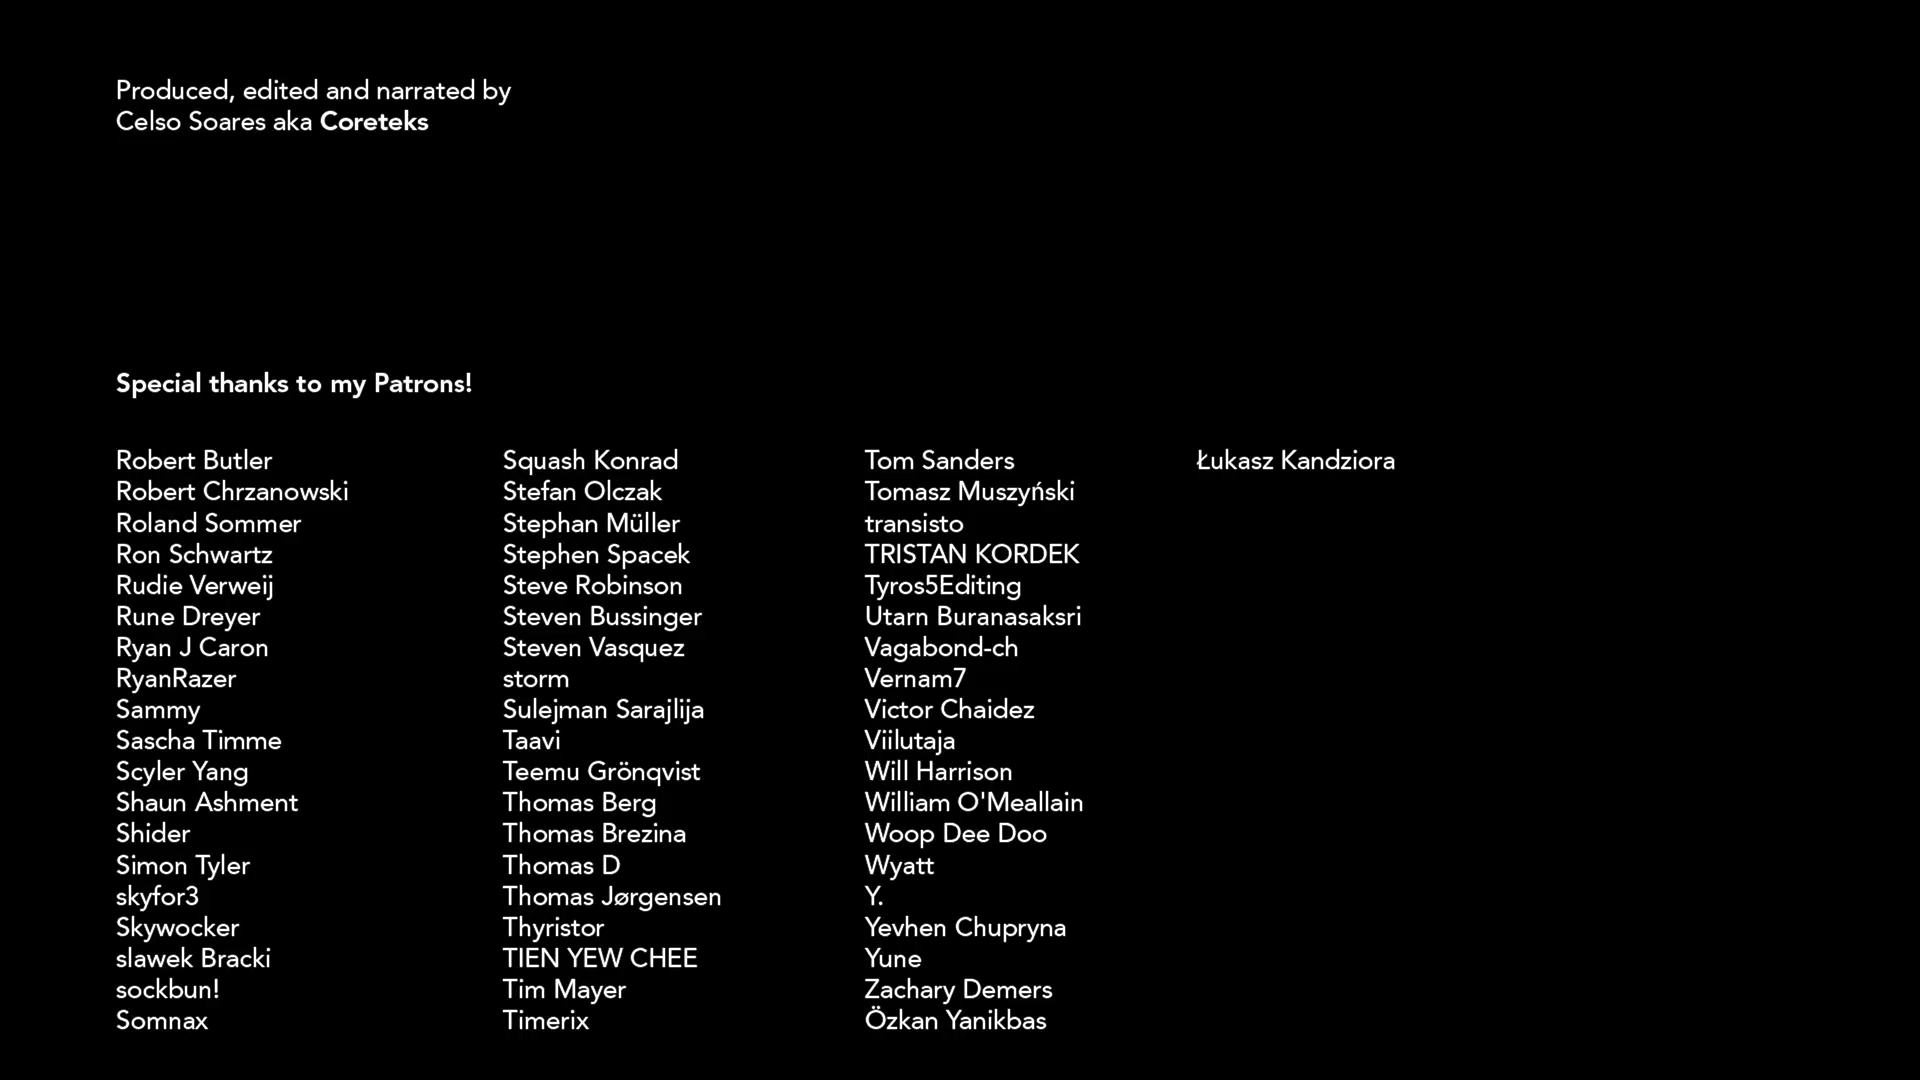 Produced, edited and narrated by
Celso Soares aka Coreteks
Special thanks to my Patrons!
Robert Butler
Robert Chrzanowski
Roland Sommer
Ron Schwartz
Rudie Verweij
Rune Dreyer
Ryan J Caron
RyanRazer
Sammy
Sascha Timme
Scyler Yang
Shaun Ashment
Shider
Simon Tyler
skyfor3
Skywocker
slawek Bracki
sockbun!
Somnax
Squash Konrad
Stefan Olczak
Stephan Müller
Stephen Spacek
Steve Robinson
Steven Bussinger
Steven Vasquez
storm
Sulejman Sarajlija
Taavi
Teemu Grönqvist
Thomas Berg
Thomas Brezina
Thomas D
Thomas Jørgensen
Thyristor
TIEN YEW CHEE
Tim Mayer
Timerix
Tom Sanders
Tomasz Muszyński
transisto
TRISTAN KORDEK
Tyros5Editing
Utarn Buranasaksri
Vagabond-ch
Vernam7
Victor Chaidez
Viilutaja
Will Harrison
William O'Meallain
Woop Dee Doo
Wyatt
Y.
Yevhen Chupryna
Yune
Zachary Demers
Özkan Yanikbas
Łukasz Kandziora